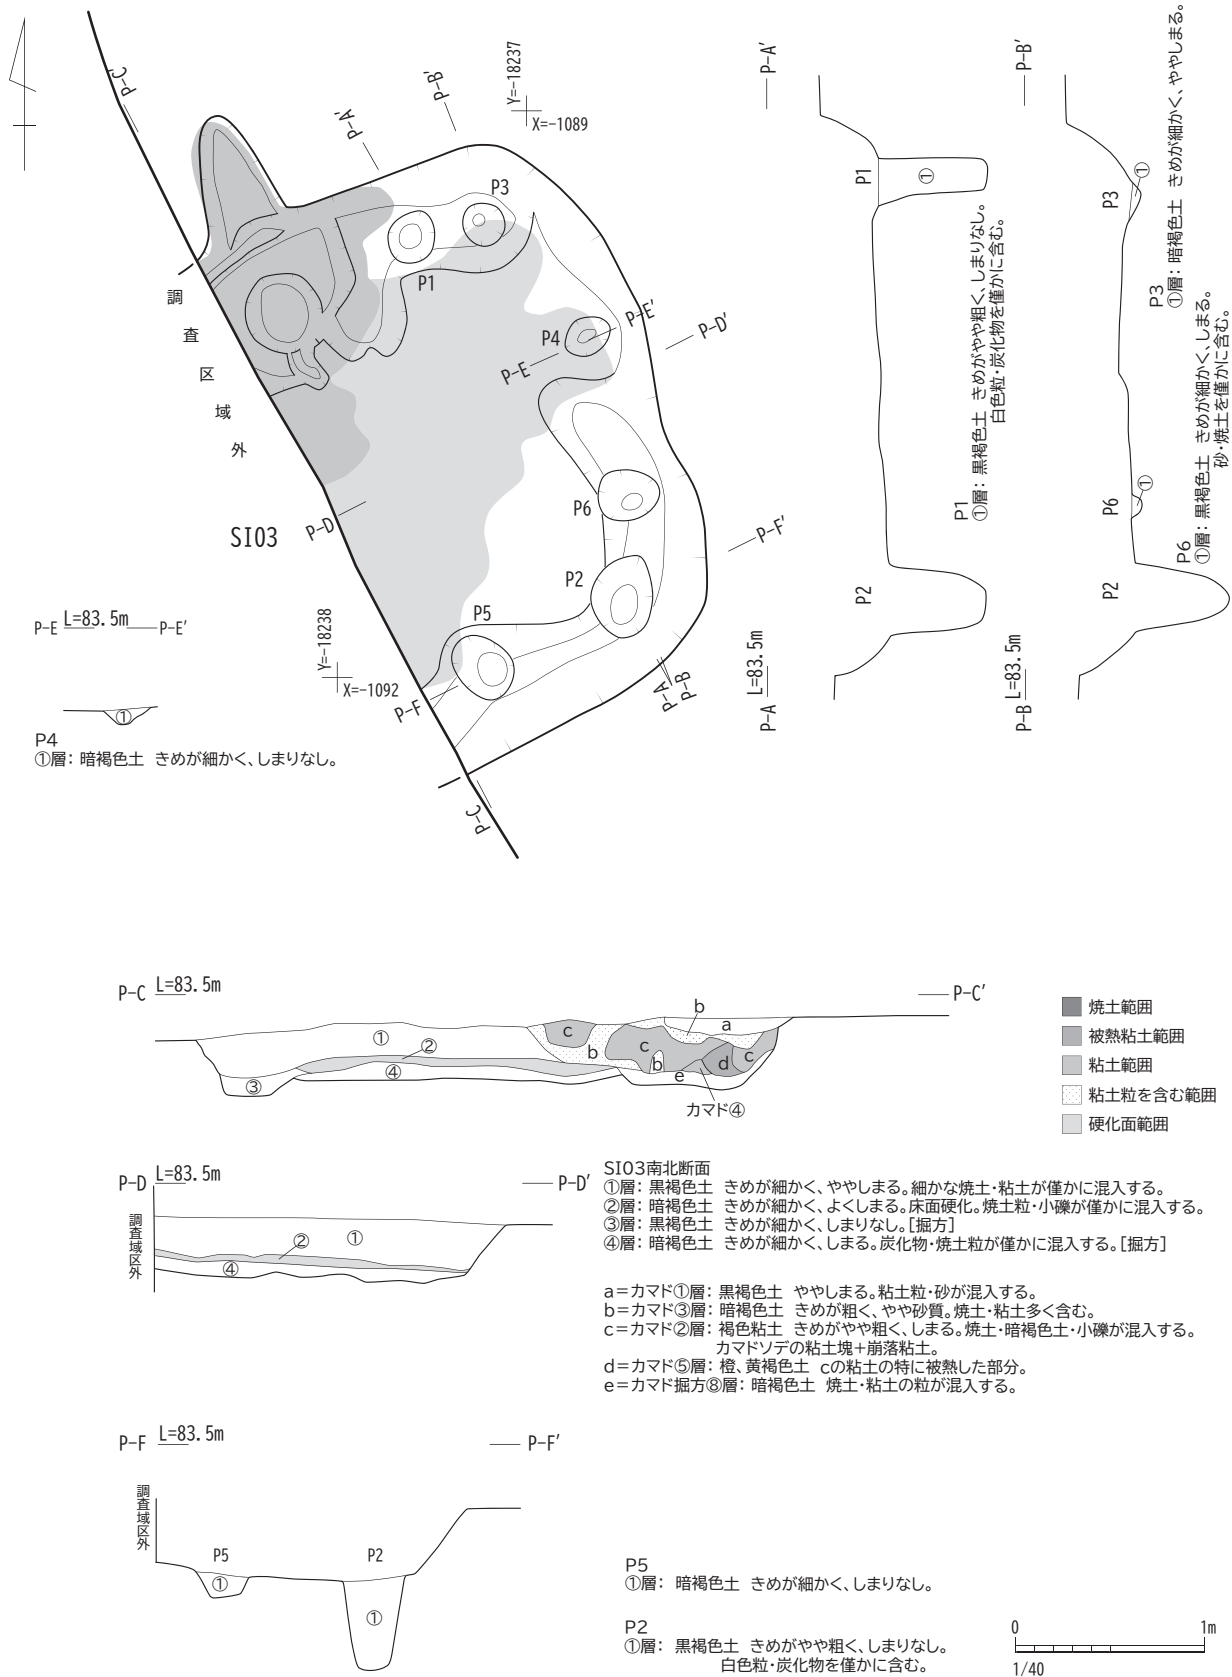 P-C'
P-A'
P-B'
Y=-18237
X=-1089
P3
P1
P4
P-E'
P-E
P-D'
調査区域外
SI03
P-D
P6
P2
P-F'
P5
Y=-18238
X=-1092
P-F
P-A
P-B
P-C
P-A'
P1
①
P1
①層：黒褐色土 きめがやや粗く、しまりなし。
白色粒・炭化物を僅かに含む。
P2
P-A L=83.5m
P-B'
P3
①
P3
①層：暗褐色土 きめが細かく、ややしまる。
P6
①
P6
①層：黒褐色土 きめが細かく、しまる。
砂・焼土を僅かに含む。
P2
P-B L=83.5m
P-E L=83.5m P-E'
①
P4
①層：暗褐色土 きめが細かく、しまりなし。
P-C L=83.5m P-C'
b
a
c
①
②
b
c
b
d
c
④
③
e
カマド④
焼土範囲
被熱粘土範囲
粘土範囲
粘土粒を含む範囲
硬化面範囲
P-D L=83.5m P-D'
調査域区外
②
①
④
SI03南北断面
①層：黒褐色土 きめが細かく、ややしまる。細かな焼土・粘土が僅かに混入する。
②層：暗褐色土 きめが細かく、よくしまる。床面硬化。焼土粒・小礫が僅かに混入する。
③層：黒褐色土 きめが細かく、しまりなし。[掘方]
④層：暗褐色土 きめが細かく、しまる。炭化物・焼土粒が僅かに混入する。[掘方]
a＝カマド①層：黒褐色土 ややしまる。粘土粒・砂が混入する。
b＝カマド③層：暗褐色土 きめが粗く、やや砂質。焼土・粘土多く含む。
c＝カマド②層：褐色粘土 きめがやや粗く、しまる。焼土・暗褐色土・小礫が混入する。
カマドソデの粘土塊＋崩落粘土。
d＝カマド⑤層：橙、黄褐色土 cの粘土の特に被熱した部分。
e＝カマド掘方⑧層：暗褐色土 焼土・粘土の粒が混入する。
P-F L=83.5m P-F'
調査域区外
P5
P2
①
①
P5
①層：暗褐色土 きめが細かく、しまりなし。
P2
①層：黒褐色土 きめがやや粗く、しまりなし。
白色粒・炭化物を僅かに含む。
0 1m
1/40